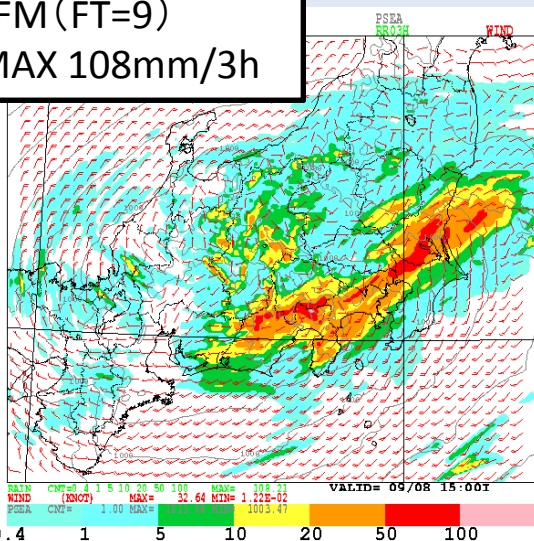 FM(FT=9)
MAX 108mm/3h
PSEA
RR03H
WIND
RAIN CNT=0.4 1 5 10 20 50 100 MAX= 108.21
WIND (KNOT) MAX= 32.64 MIN= 1.22E-02
PSEA CNT= 1.00 MAX= MIN= 1003.47
VALID= 09/08 15:00I
.4 1 5 10 20 50 100